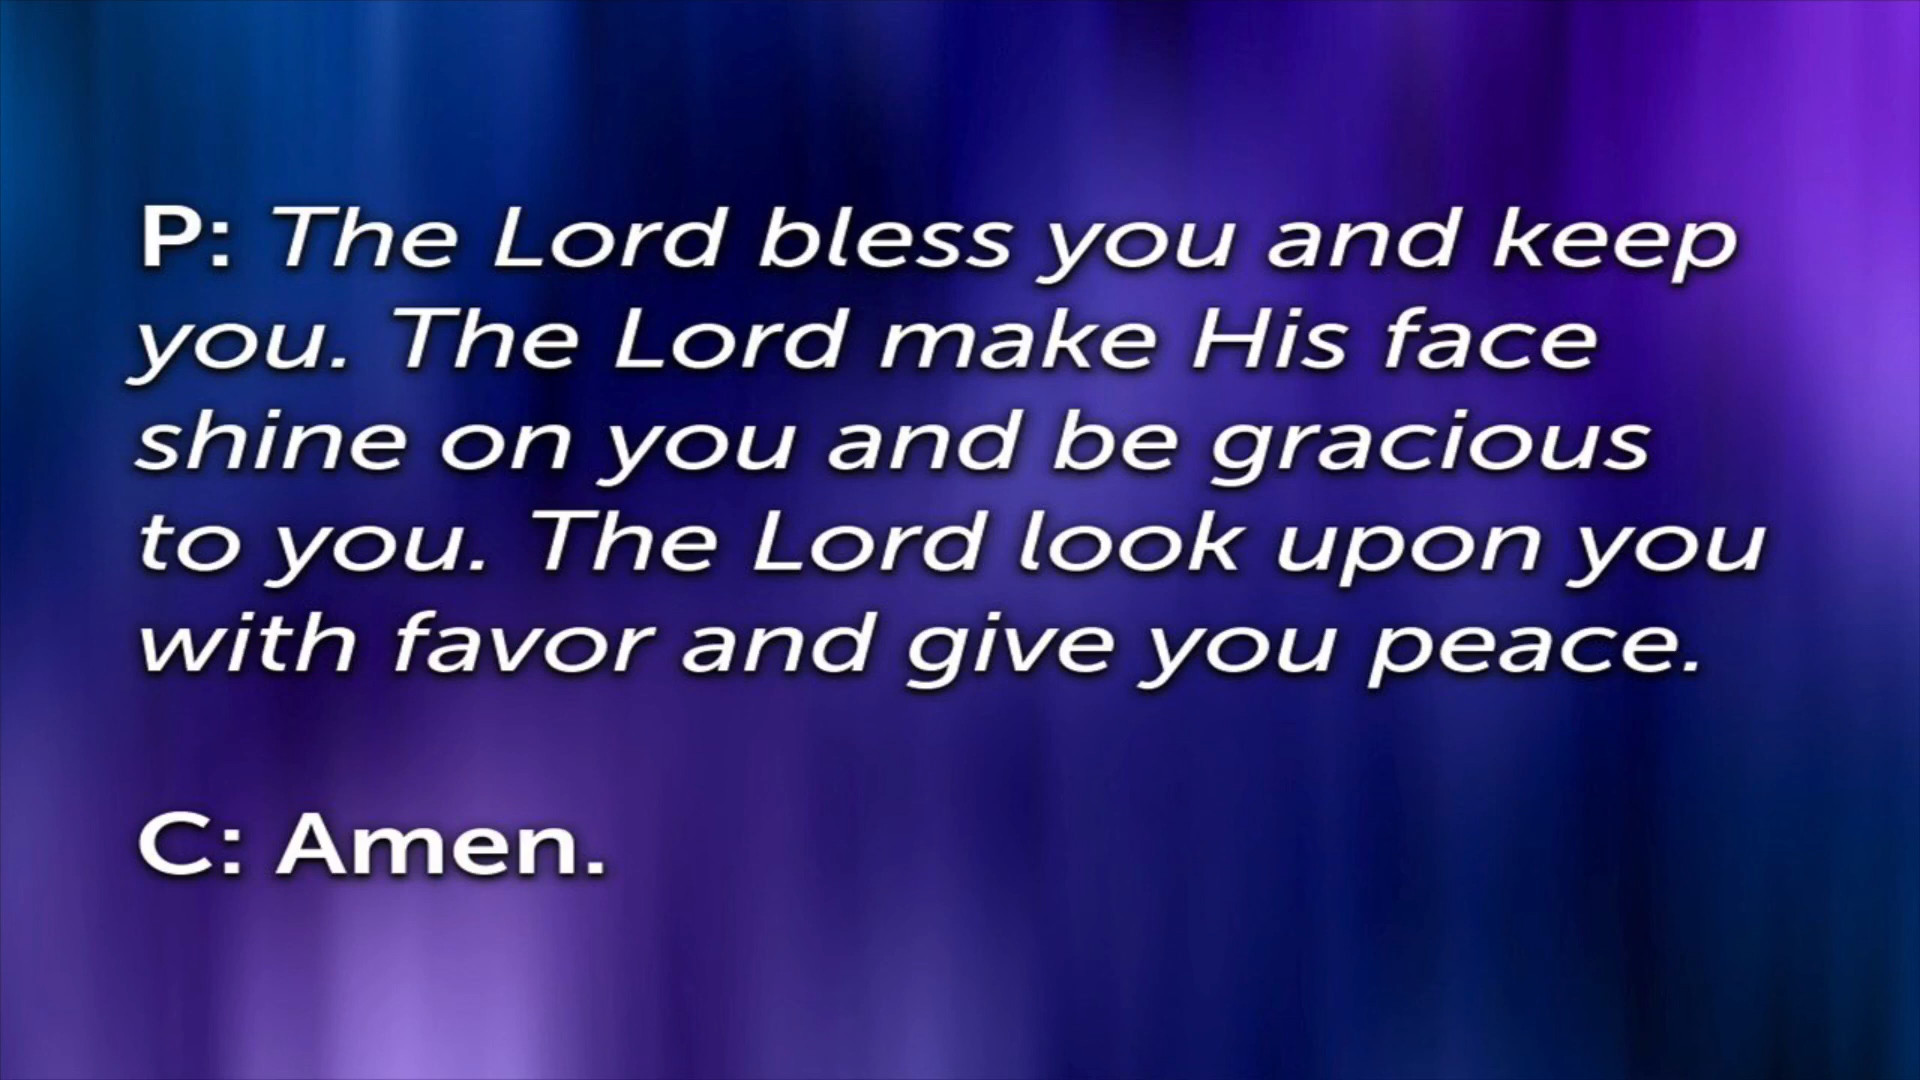 P: The Lord bless you and keep
you. The Lord make His face
shine on you and be gracious
to you. The Lord look upon you
with favor and give you peace.
C: Amen.